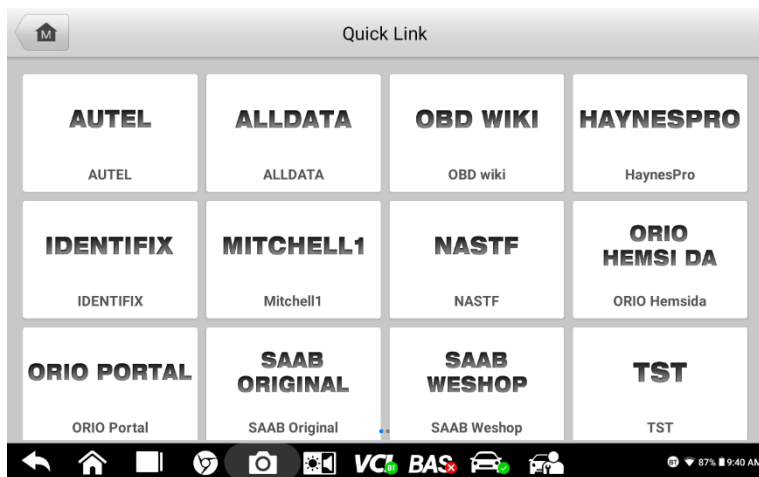 M
Quick Link
AUTEL
AUTEL
ALLDATA
ALLDATA
OBD WIKI
OBD wiki
HAYNESPRO
HaynesPro
IDENTIFIX
IDENTIFIX
MITCHELL1
Mitchell1
NASTF
NASTF
ORIO
HEMSI DA
ORIO Hemsida
ORIO PORTAL
ORIO Portal
SAAB
ORIGINAL
SAAB Original
SAAB
WESHOP
SAAB Weshop
TST
TST
VCI
BT
BAS
BT
87%
9:40 AM